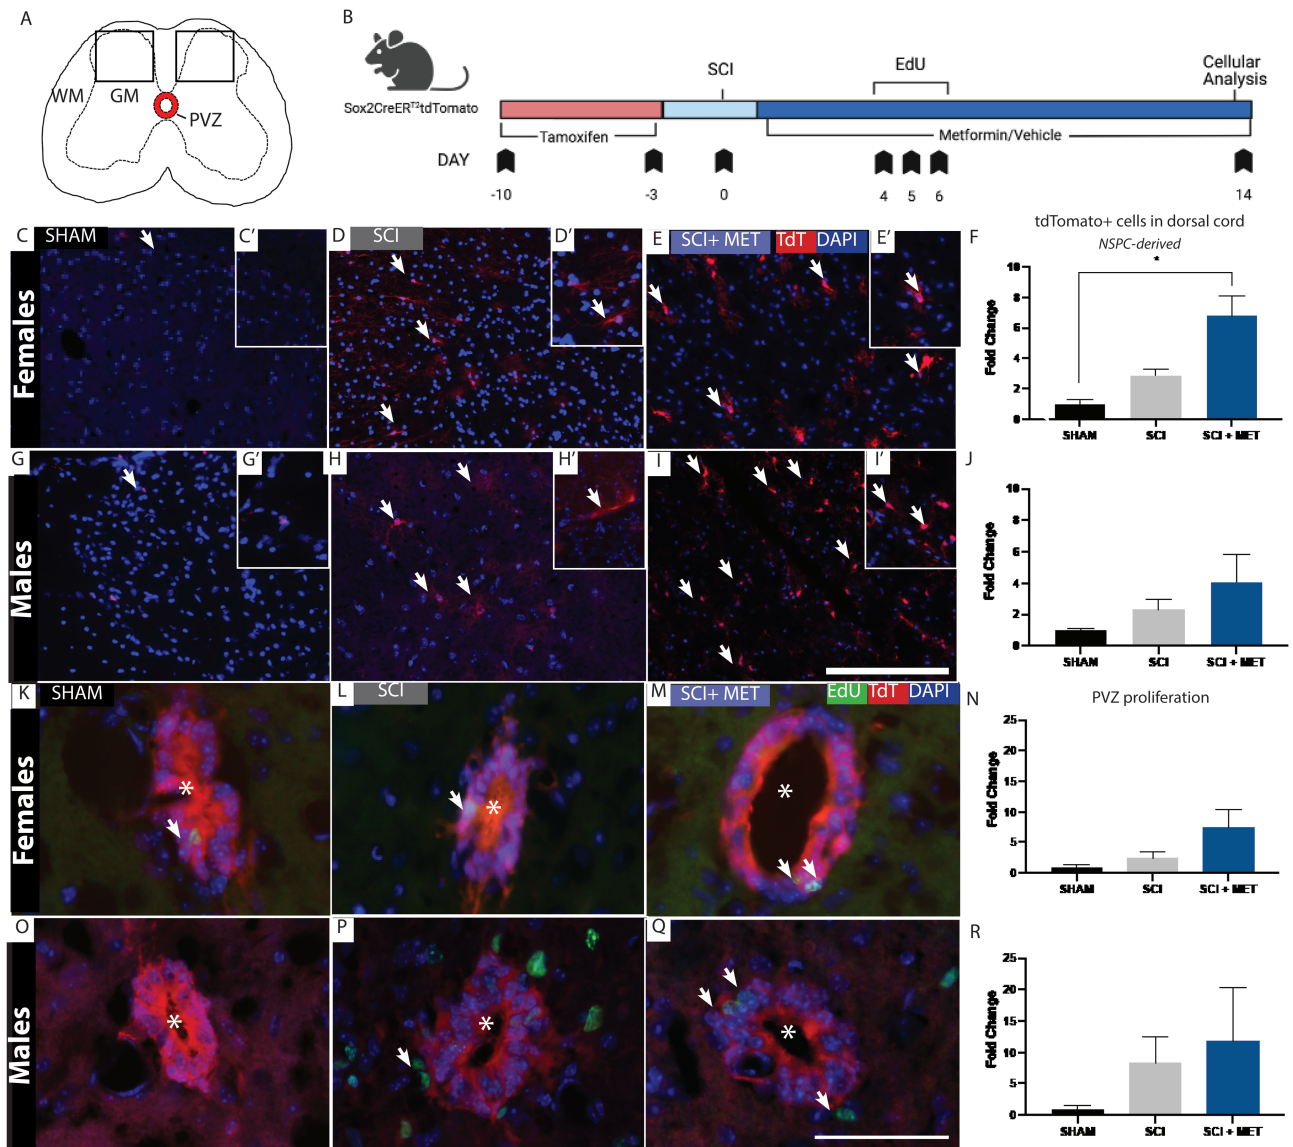 A
WM
GM
PVZ
B
Sox2CreERT2tdTomato
SCI
EdU
Cellular
Analysis
Tamoxifen
Metformin/Vehicle
DAY
-10
-3
0
4
5
6
14
Females
C
SHAM
C'
D
SCI
D'
E
SCI+ MET
TdT
DAPI
E'
F
tdTomato+ cells in dorsal cord
NSPC-derived
*
Fold Change
10
8
6
4
2
0
SHAM
SCI
SCI + MET
Males
G
G'
H
H'
I
I'
J
Fold Change
10
8
6
4
2
0
SHAM
SCI
SCI + MET
Females
K
SHAM
*
L
SCI
*
M
SCI+ MET
EdU
TdT
DAPI
*
N
PVZ proliferation
Fold Change
25
20
15
10
5
0
SHAM
SCI
SCI + MET
Males
O
*
P
*
Q
*
R
Fold Change
25
20
15
10
5
0
SHAM
SCI
SCI + MET